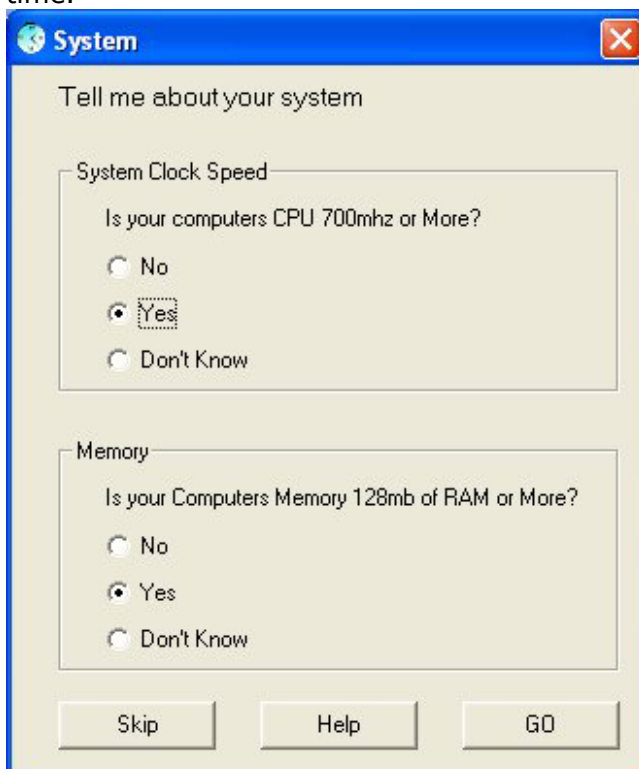 time.
System
Tell me about your system
System Clock Speed
Is your computers CPU 700mhz or More?
No
Yes
Don't Know
Memory
Is your Computers Memory 128mb of RAM or More?
No
Yes
Don't Know
Skip Help GO